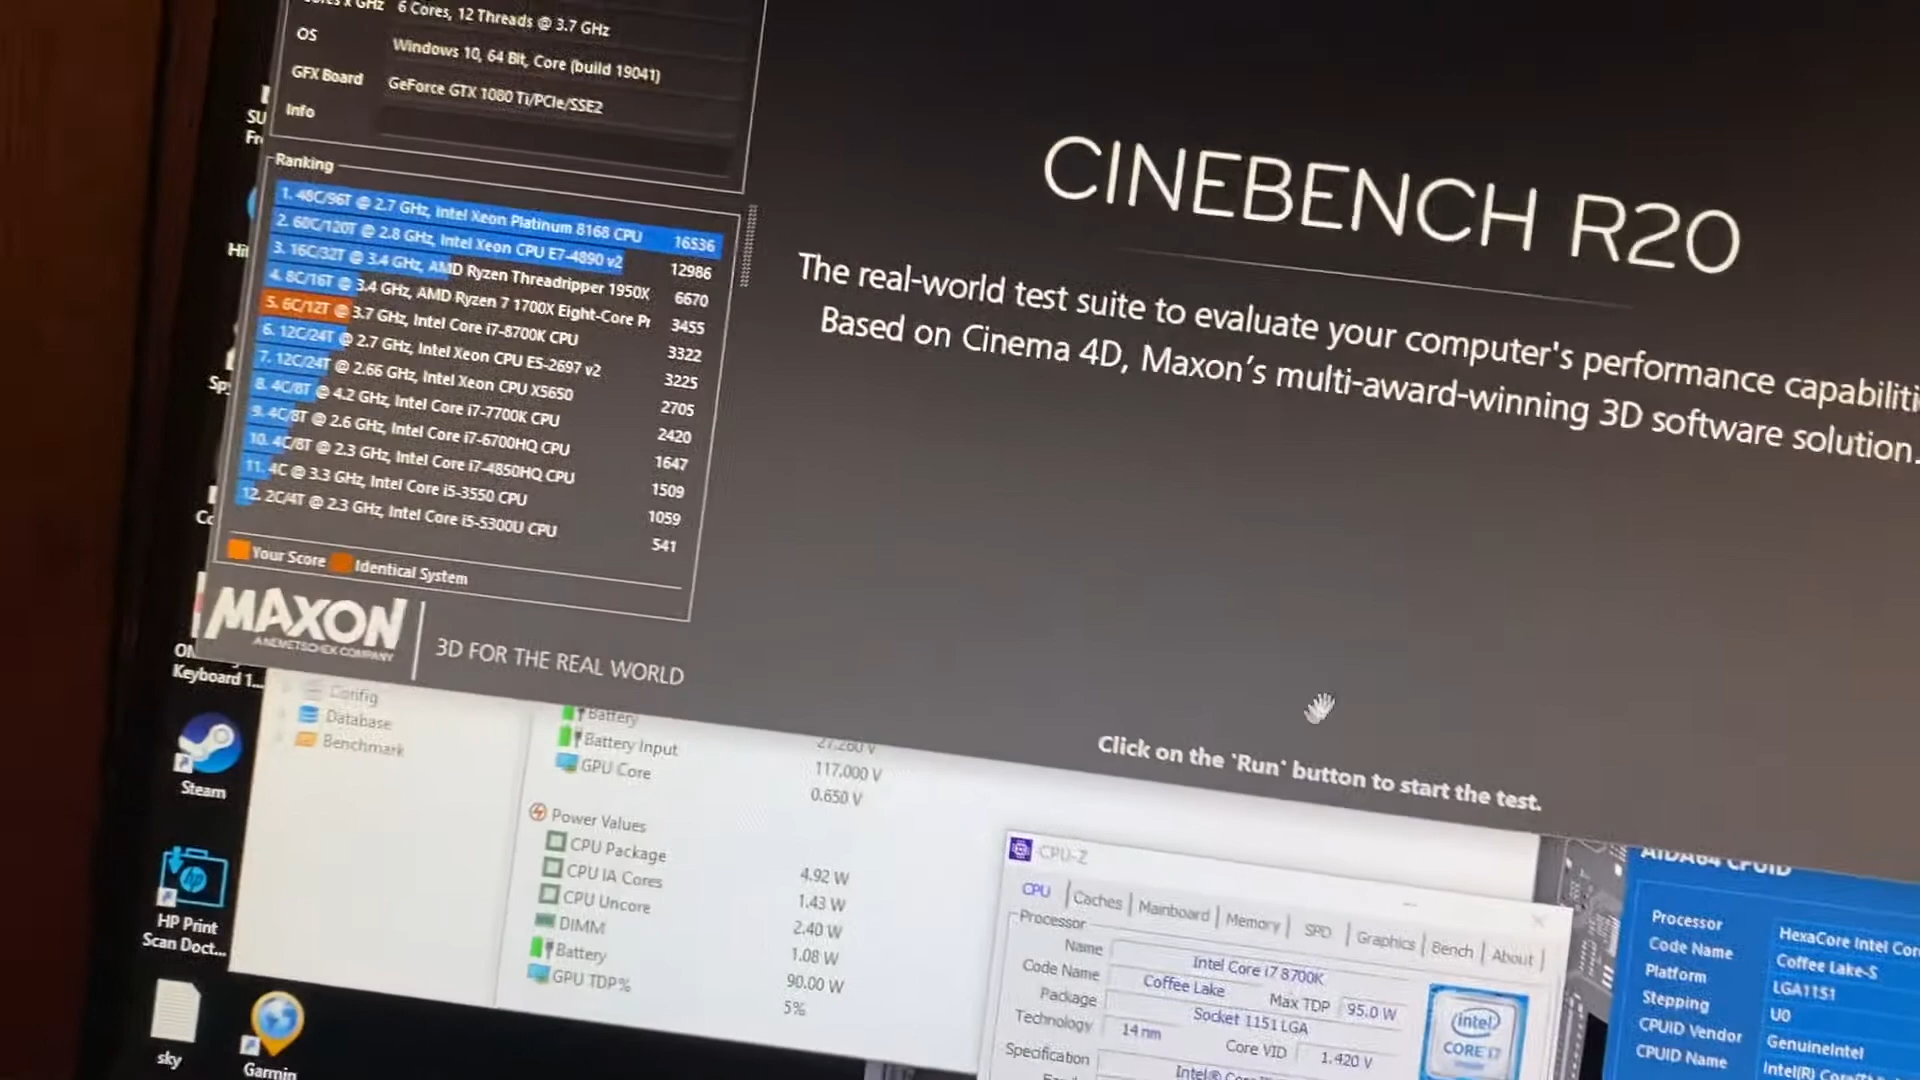 6 Cores, 12 Threads @ 3.7 GHz
OS
Windows 10, 64 Bit, Core (build 19041)
GFX Board
GeForce GTX 1080 Ti/PCIe/SSE2
Info
Ranking
1. 48C/96T @ 2.7 GHz, Intel Xeon Platinum 8168 CPU 16536
2. 60C/120T @ 2.8 GHz, Intel Xeon CPU E7-4890 v2 12986
3. 16C/32T @ 3.4 GHz, AMD Ryzen Threadripper 1950X 6670
4. 8C/16T @ 3.4 GHz, AMD Ryzen 7 1700X Eight-Core Pr 3455
5. 6C/12T @ 3.7 GHz, Intel Core i7-8700K CPU 3322
6. 12C/24T @ 2.7 GHz, Intel Xeon CPU E5-2697 v2 3225
7. 12C/24T @ 2.66 GHz, Intel Xeon CPU X5650 2705
8. 4C/8T @ 4.2 GHz, Intel Core i7-7700K CPU 2420
9. 4C/8T @ 2.6 GHz, Intel Core i7-6700HQ CPU 1647
10. 4C/8T @ 2.3 GHz, Intel Core i7-4850HQ CPU 1509
11. 4C @ 3.3 GHz, Intel Core i5-3550 CPU 1059
12. 2C/4T @ 2.3 GHz, Intel Core i5-5300U CPU 541
Your Score Identical System
MAXON
A NEMETSCHEK COMPANY
3D FOR THE REAL WORLD
CINEBENCH R20
The real-world test suite to evaluate your computer's performance capabiliti
Based on Cinema 4D, Maxon's multi-award-winning 3D software solution.
Click on the "Run" button to start the test.
Keyboard 1...
Steam
HP Print
Scan Doct...
sky
Garmin
Config
Database
Benchmark
Battery
27.260 V
Battery Input
117.000 V
GPU Core
0.650 V
Power Values
CPU Package
4.92 W
CPU IA Cores
1.43 W
CPU Uncore
2.40 W
DIMM
1.08 W
Battery
90.00 W
GPU TDP%
5%
CPU-Z
CPU Caches Mainboard Memory SPD Graphics Bench About
Processor
Name Intel Core i7 8700K
Code Name Coffee Lake Max TDP 95.0 W
Package Socket 1151 LGA
Technology 14 nm Core VID 1.420 V
Specification
intel
CORE i7
AIDA64 CPUID
Processor HexaCore Intel Cor
Code Name Coffee Lake-S
Platform LGA1151
Stepping U0
CPUID Vendor GenuineIntel
CPUID Name Intel(R)